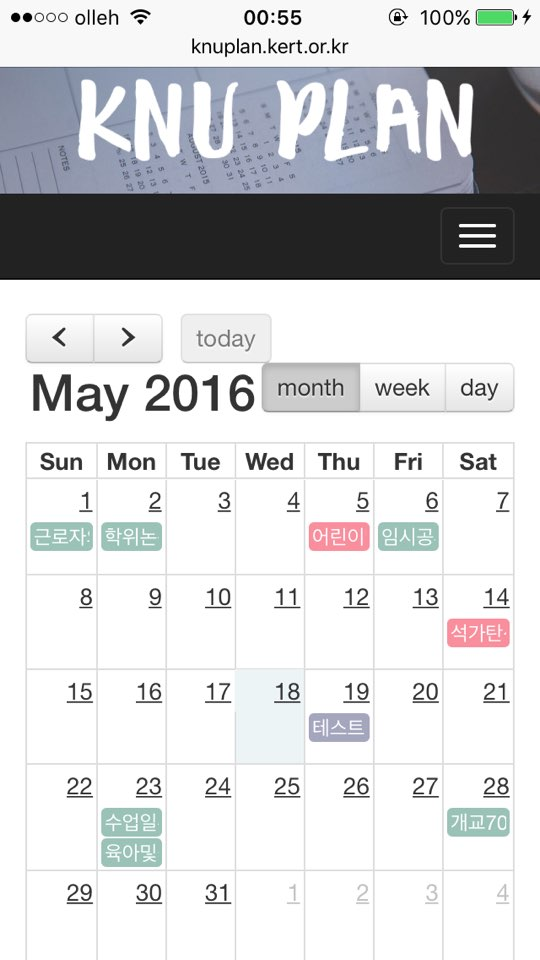 olleh 00:55 100%
knuplan.kert.or.kr
KNU PLAN
NOTES
AUGUST 2015
today
May 2016 month week day
Sun Mon Tue Wed Thu Fri Sat
1 2 3 4 5 6 7
근로자 학위논 어린이 임시공
8 9 10 11 12 13 14
석가탄
15 16 17 18 19 20 21
테스트
22 23 24 25 26 27 28
수업일 개교70
육아및
29 30 31 1 2 3 4